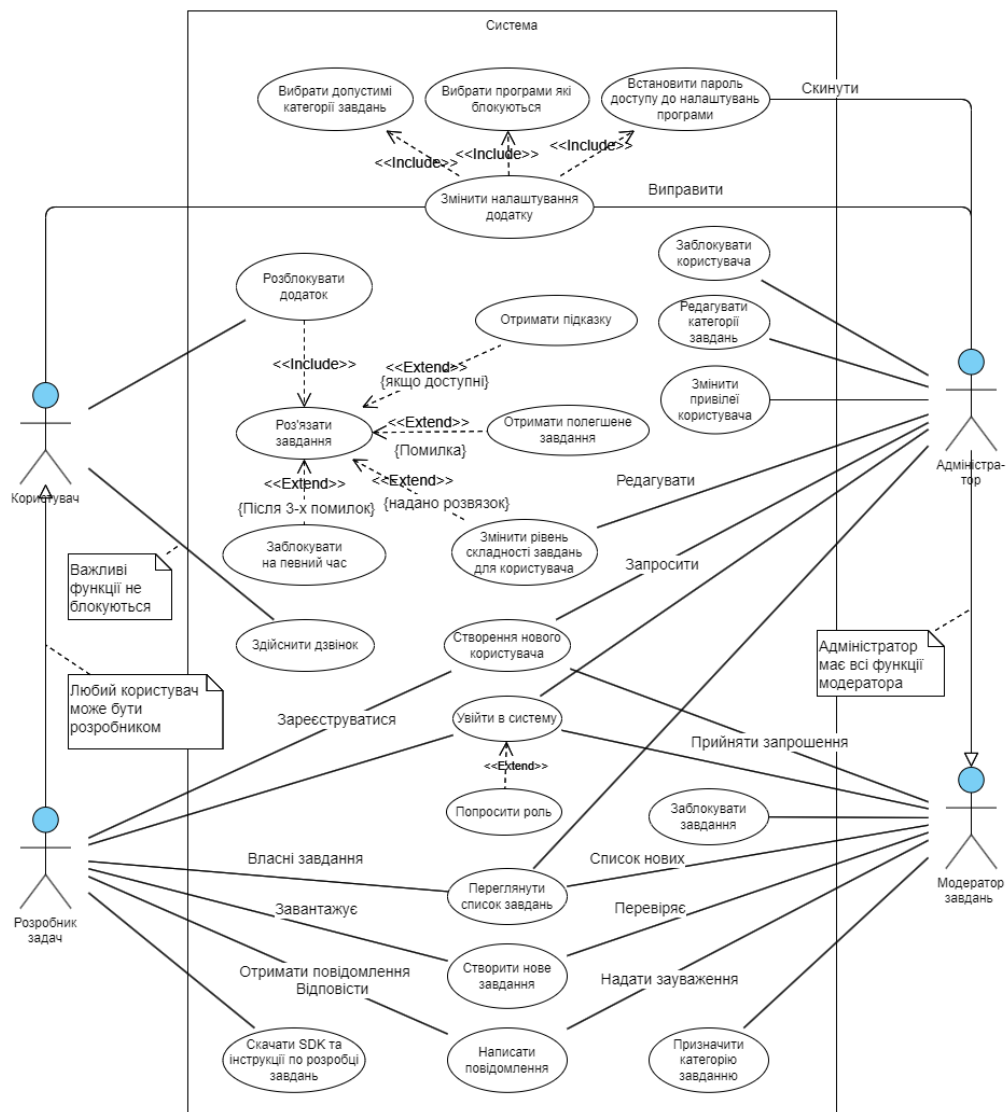 Система
Вибрати допустимі
категорії завдань
Вибрати програми які
блокуються
Встановити пароль
доступу до налаштувань
програми
Скинути
<<Include>>
<<Include>>
<<Include>>
Змінити налаштування
додатку
Виправити
Заблокувати
користувача
Розблокувати
додаток
Отримати підказку
Редагувати
категорії
завдань
<<Include>>
<<Extend>>
{якщо доступні}
Змінити
привілеї
користувача
Роз'язати
завдання
<<Extend>>
{Помилка}
Отримати полегшене
завдання
Користувач
Адміністра-
тор
<<Extend>>
{Після 3-х помилок}
<<Extend>>
{надано розвязок}
Редагувати
Заблокувати
на певний час
Змінити рівень
складності завдань
для користувача
Запросити
Важливі
функції не
блокуються
Здійснити дзвінок
Створення нового
користувача
Адміністратор
має всі функції
модератора
Любий користувач
може бути
розробником
Зареєструватися
Увійти в систему
Прийняти запрошення
<<Extend>>
Попросити роль
Заблокувати
завдання
Розробник
задач
Модератор
завдань
Власні завдання
Переглянути
список завдань
Список нових
Завантажує
Перевіряє
Створити нове
завдання
Отримати повідомлення
Відповісти
Надати зауваження
Скачати SDK та
інструкції по розробці
завдань
Написати
повідомлення
Призначити
категорію
завданню